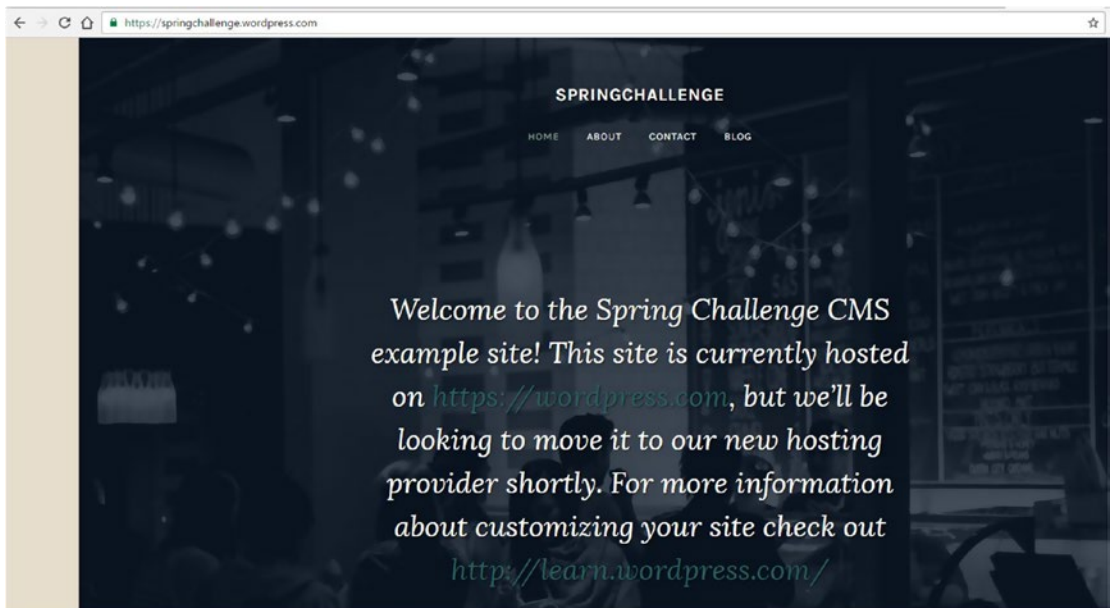 https://springchallenge.wordpress.com
SPRINGCHALLENGE
HOME ABOUT CONTACT BLOG
Welcome to the Spring Challenge CMS
example site! This site is currently hosted
on https://wordpress.com, but we’ll be
looking to move it to our new hosting
provider shortly. For more information
about customizing your site check out
http://learn.wordpress.com/